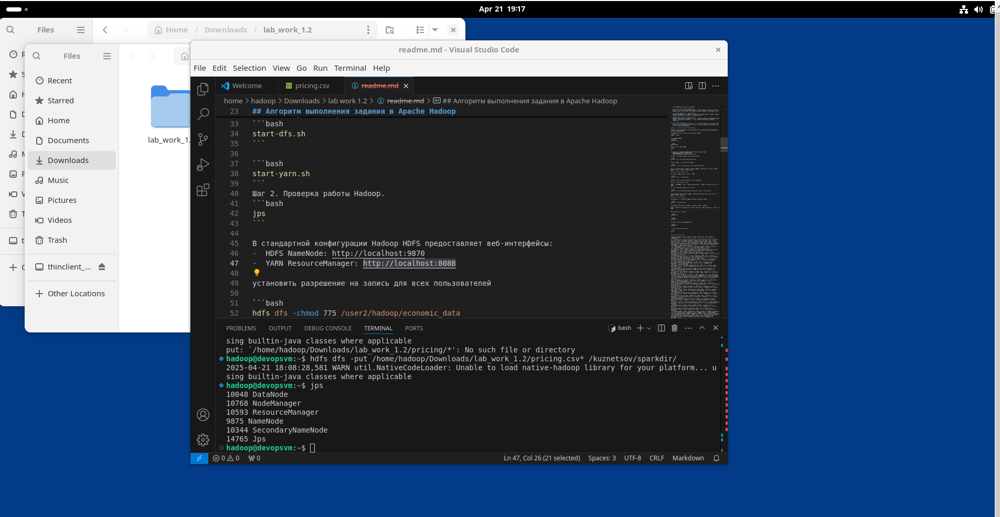 Apr 21 19:17
Files
Home / Downloads / lab_work_1.2
Files
Recent
Starred
Home
Documents
Downloads
Music
Pictures
Videos
Trash
thinclient_...
Other Locations
lab_work_1.
readme.md - Visual Studio Code
File Edit Selection View Go Run Terminal Help
Welcome pricing.csv readme.md
home > hadoop > Downloads > lab work 1.2 > readme.md > ## Алгоритм выполнения задания в Apache Hadoop
23 ## Алгоритм выполнения задания в Apache Hadoop
33 ```bash
34 start-dfs.sh
35 ```
36
37 ```bash
38 start-yarn.sh
39 ```
40 Шаг 2. Проверка работы Hadoop.
41 ```bash
42 jps
43 ```
44
45 В стандартной конфигурации Hadoop HDFS предоставляет веб-интерфейсы:
46 - HDFS NameNode: http://localhost:9870
47 - YARN ResourceManager: http://localhost:8088
48
49 установить разрешение на запись для всех пользователей
50
51 ```bash
52 hdfs dfs -chmod 775 /user2/hadoop/economic_data
PROBLEMS OUTPUT DEBUG CONSOLE TERMINAL PORTS
bash
sing builtin-java classes where applicable
put: `/home/hadoop/Downloads/lab_work_1.2/pricing/*': No such file or directory
hadoop@devopsvm:~$ hdfs dfs -put /home/hadoop/Downloads/lab_work_1.2/pricing.csv* /kuznetsov/sparkdir/
2025-04-21 18:08:28,581 WARN util.NativeCodeLoader: Unable to load native-hadoop library for your platform... u
sing builtin-java classes where applicable
hadoop@devopsvm:~$ jps
10048 DataNode
10768 NodeManager
10593 ResourceManager
9875 NameNode
10344 SecondaryNameNode
14765 Jps
hadoop@devopsvm:~$
0 0 0
Ln 47, Col 26 (21 selected) Spaces: 3 UTF-8 CRLF Markdown